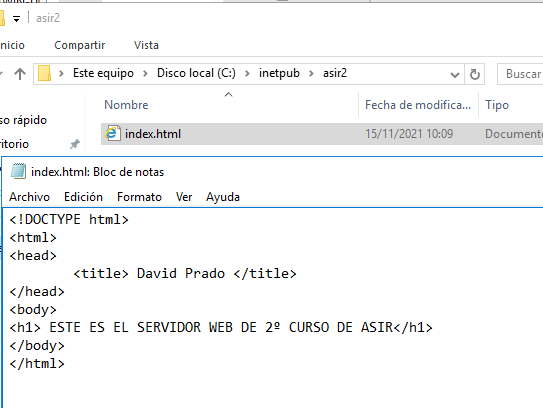 asir2
nicio Compartir Vista
Este equipo Disco local (C:) inetpub asir2 Buscar
so rápido
ritorio
Nombre Fecha de modifica... Tipo
index.html 15/11/2021 10:09 Documento
index.html: Bloc de notas
Archivo Edición Formato Ver Ayuda
<!DOCTYPE html>
<html>
<head>
<title> David Prado </title>
</head>
<body>
<h1> ESTE ES EL SERVIDOR WEB DE 2º CURSO DE ASIR</h1>
</body>
</html>